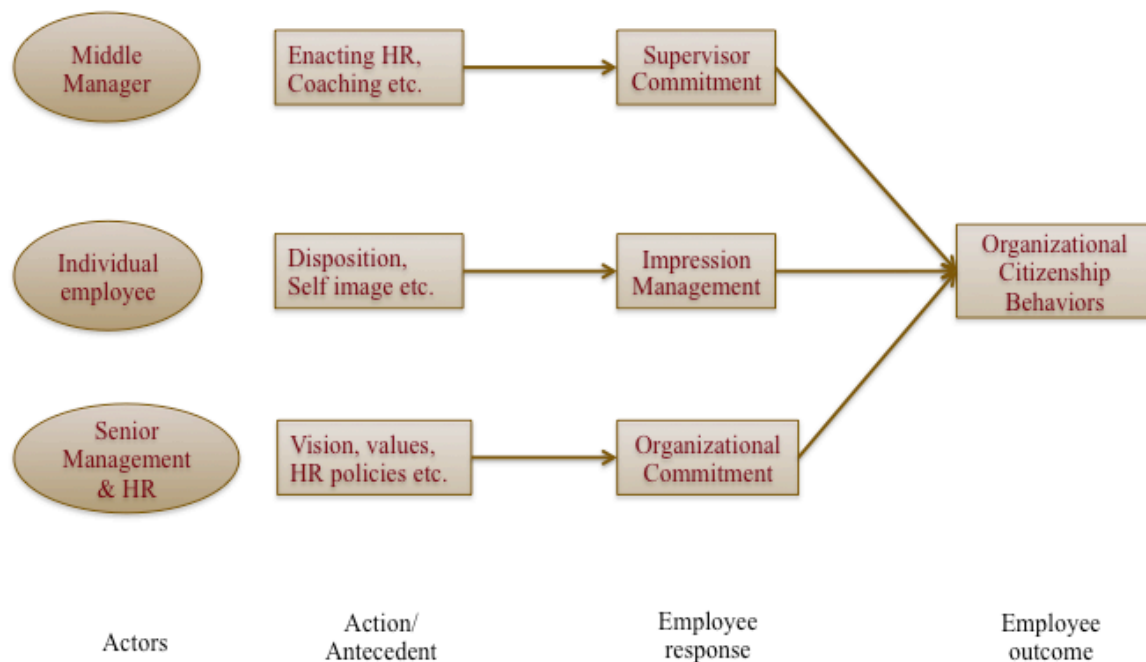 Middle
Manager
Enacting HR,
Coaching etc.
Supervisor
Commitment
Individual
employee
Disposition,
Self image etc.
Impression
Management
Organizational
Citizenship
Behaviors
Senior
Management
& HR
Vision, values,
HR policies etc.
Organizational
Commitment
Actors
Action/
Antecedent
Employee
response
Employee
outcome